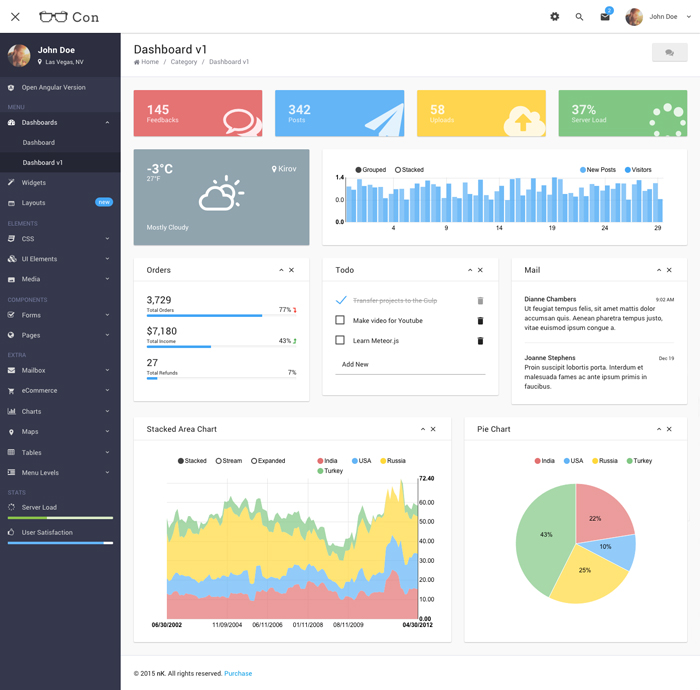 Con
2
John Doe
John Doe
Las Vegas, NV
Open Angular Version
MENU
Dashboards
Dashboard
Dashboard v1
Widgets
Layouts
new
ELEMENTS
CSS
UI Elements
Media
COMPONENTS
Forms
Pages
EXTRA
Mailbox
eCommerce
Charts
Maps
Tables
Menu Levels
STATS
Server Load
User Satisfaction
Dashboard v1
Home / Category / Dashboard v1
145
Feedbacks
342
Posts
58
Uploads
37%
Server Load
-3°C
27°F
Kirov
Mostly Cloudy
Grouped Stacked New Posts Visitors
1.4
0.0
0.0
4 9 14 19 24 29
Orders
3,729
Total Orders 77%
$7,180
Total Income 43%
27
Total Refunds 7%
Todo
Transfer projects to the Gulp
Make video for Youtube
Learn Meteor.js
Add New
Mail
Dianne Chambers 9:02 AM
Ut feugiat tempus felis, sit amet mattis dolor
accumsan quis. Aenean pharetra tempus justo,
vitae euismod ipsum congue a.
Joanne Stephens Dec 19
Proin suscipit lobortis porta. Interdum et
malesuada fames ac ante ipsum primis in
faucibus.
Stacked Area Chart
Stacked Stream Expanded India USA Russia
Turkey
72.40
60.00
50.00
40.00
30.00
20.00
10.00
0.00
06/30/2002 11/09/2004 06/11/2006 01/11/2008 08/11/2009 04/30/2012
Pie Chart
India USA Russia Turkey
22%
43%
10%
25%
© 2015 nK. All rights reserved. Purchase